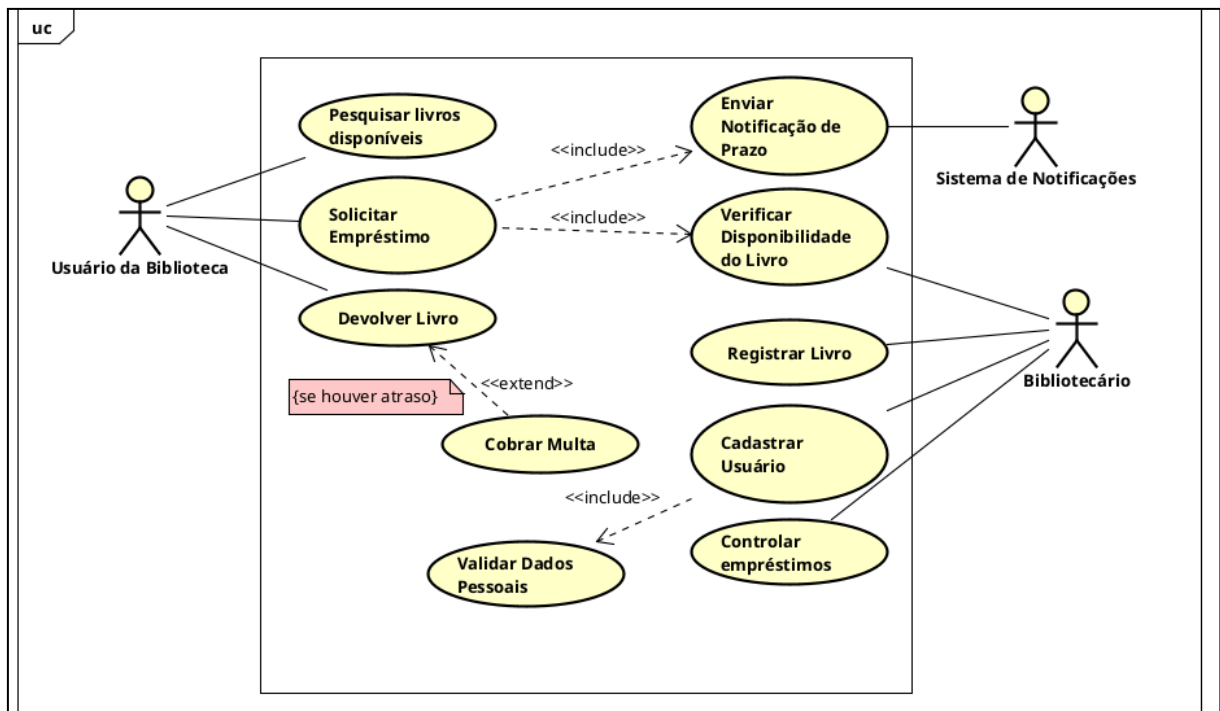 uc
Pesquisar livros
disponíveis
Enviar
Notificação de
Prazo
<<include>>
Sistema de Notificações
Solicitar
Empréstimo
<<include>>
Verificar
Disponibilidade
do Livro
Usuário da Biblioteca
Devolver Livro
Registrar Livro
Bibliotecário
<<extend>>
{se houver atraso}
Cobrar Multa
Cadastrar
Usuário
<<include>>
Validar Dados
Pessoais
Controlar
empréstimos